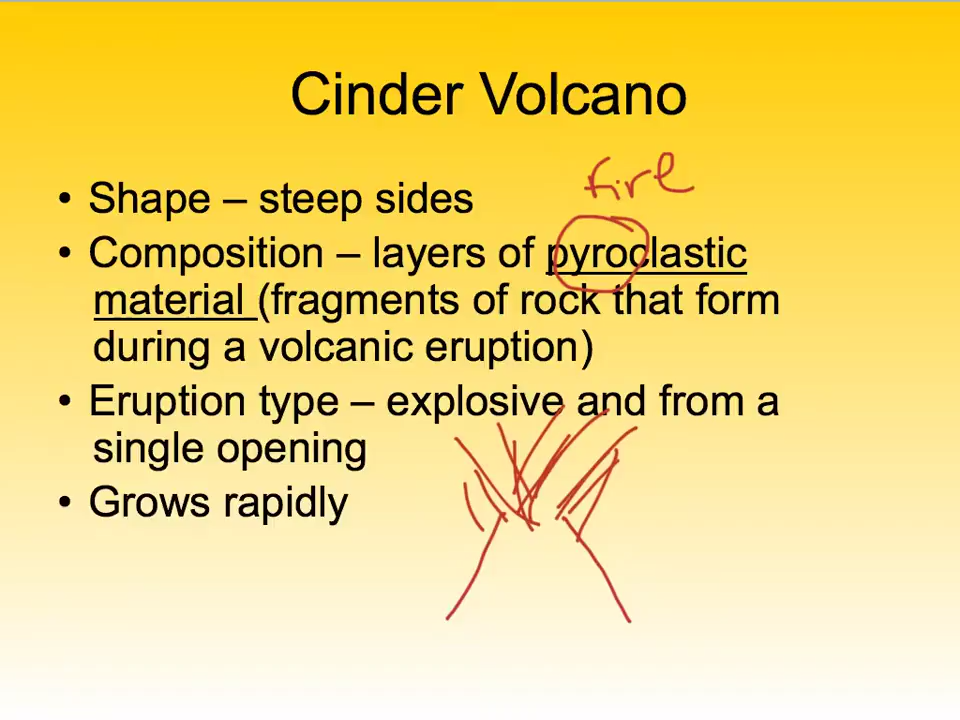 Cinder Volcano
fire
• Shape – steep sides
• Composition – layers of pyroclastic
material (fragments of rock that form
during a volcanic eruption)
• Eruption type – explosive and from a
single opening
• Grows rapidly